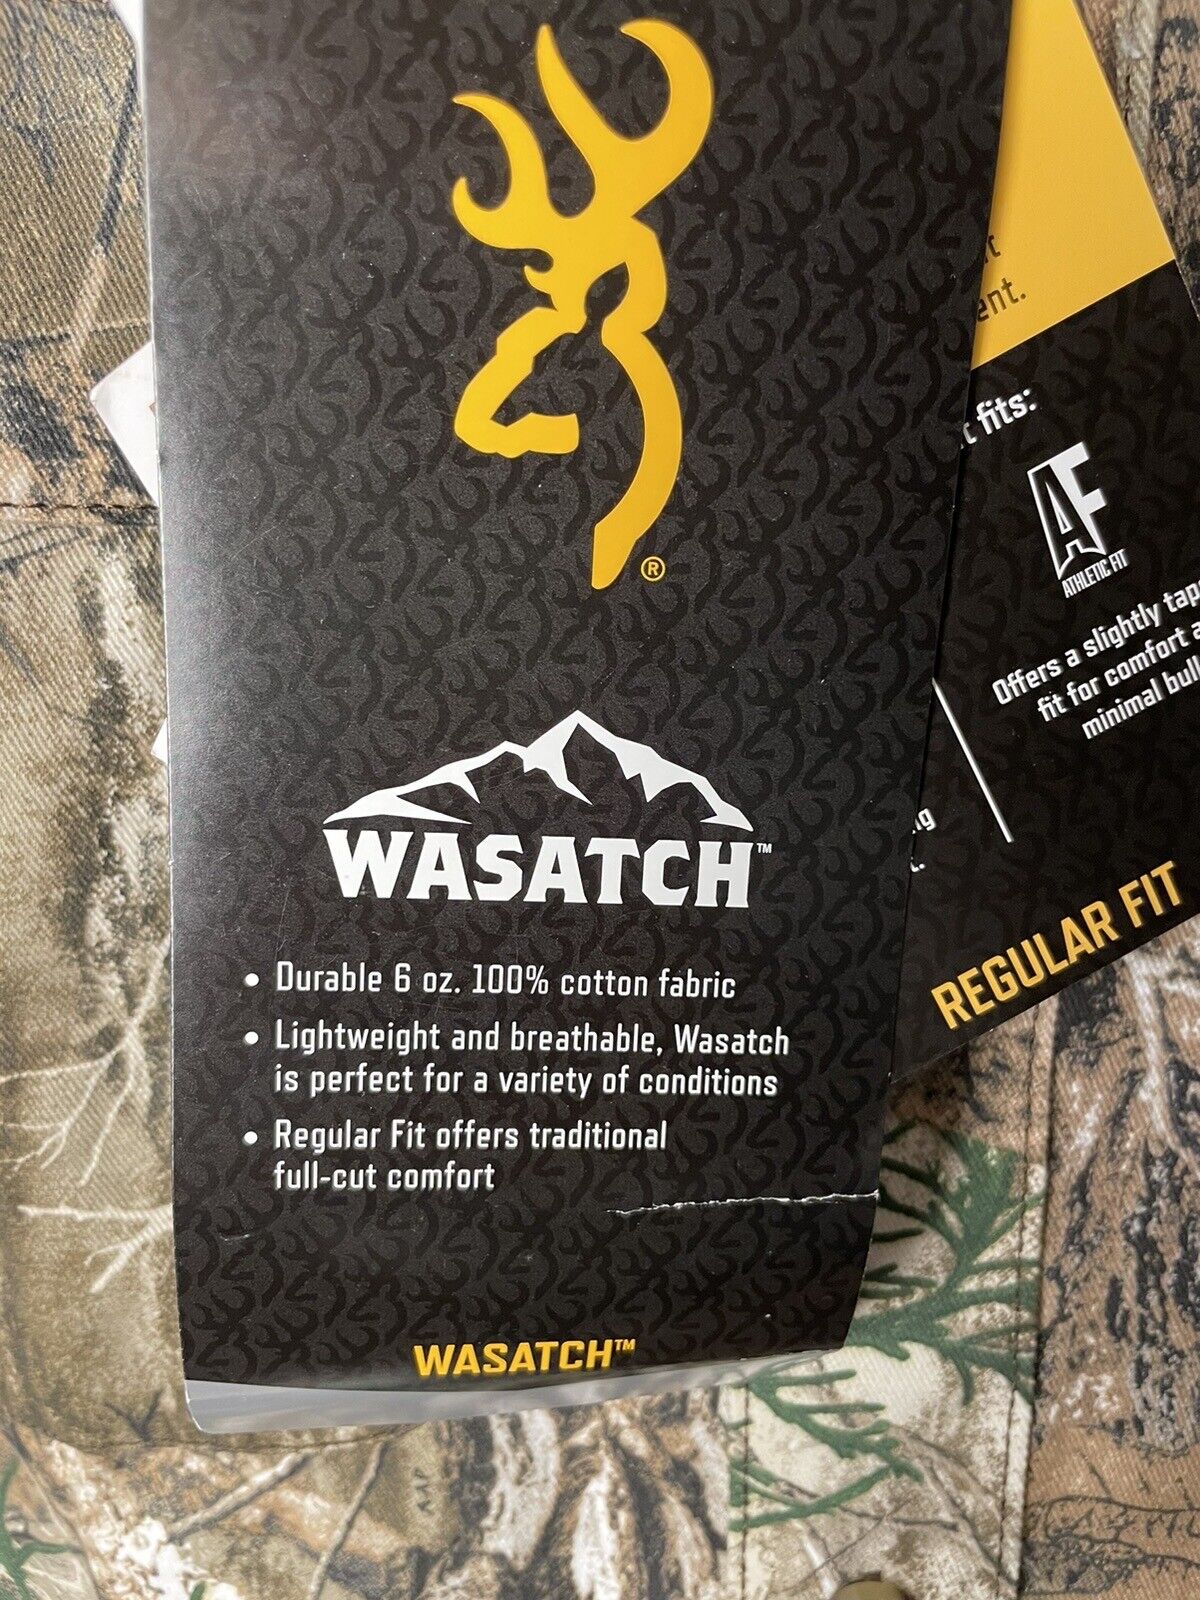 ®
WASATCH™
• Durable 6 oz. 100% cotton fabric
• Lightweight and breathable, Wasatch
is perfect for a variety of conditions
• Regular Fit offers traditional
full-cut comfort
WASATCH™
fits:
AF
ATHLETIC FIT
Offers a slightly
fit for comfort
minimal
REGULAR FIT